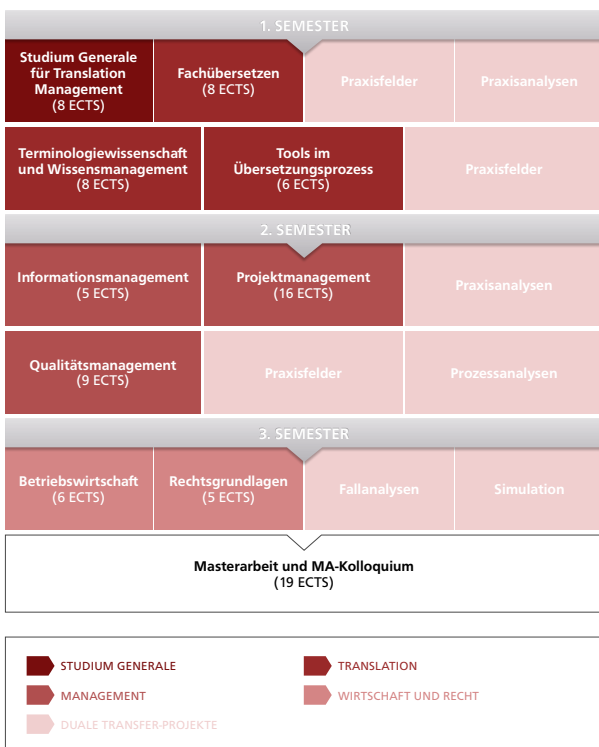 1. SEMESTER
Studium Generale
für Translation
Management
(8 ECTS)
Fachübersetzen
(8 ECTS)
Praxisfelder
Praxisanalysen
Terminologiewissenschaft
und Wissensmanagement
(8 ECTS)
Tools im
Übersetzungsprozess
(6 ECTS)
Praxisfelder
2. SEMESTER
Informationsmanagement
(5 ECTS)
Projektmanagement
(16 ECTS)
Praxisanalysen
Qualitätsmanagement
(9 ECTS)
Praxisfelder
Prozessanalysen
3. SEMESTER
Betriebswirtschaft
(6 ECTS)
Rechtsgrundlagen
(5 ECTS)
Fallanalysen
Simulation
Masterarbeit und MA-Kolloquium
(19 ECTS)
STUDIUM GENERALE
TRANSLATION
MANAGEMENT
WIRTSCHAFT UND RECHT
DUALE TRANSFER-PROJEKTE